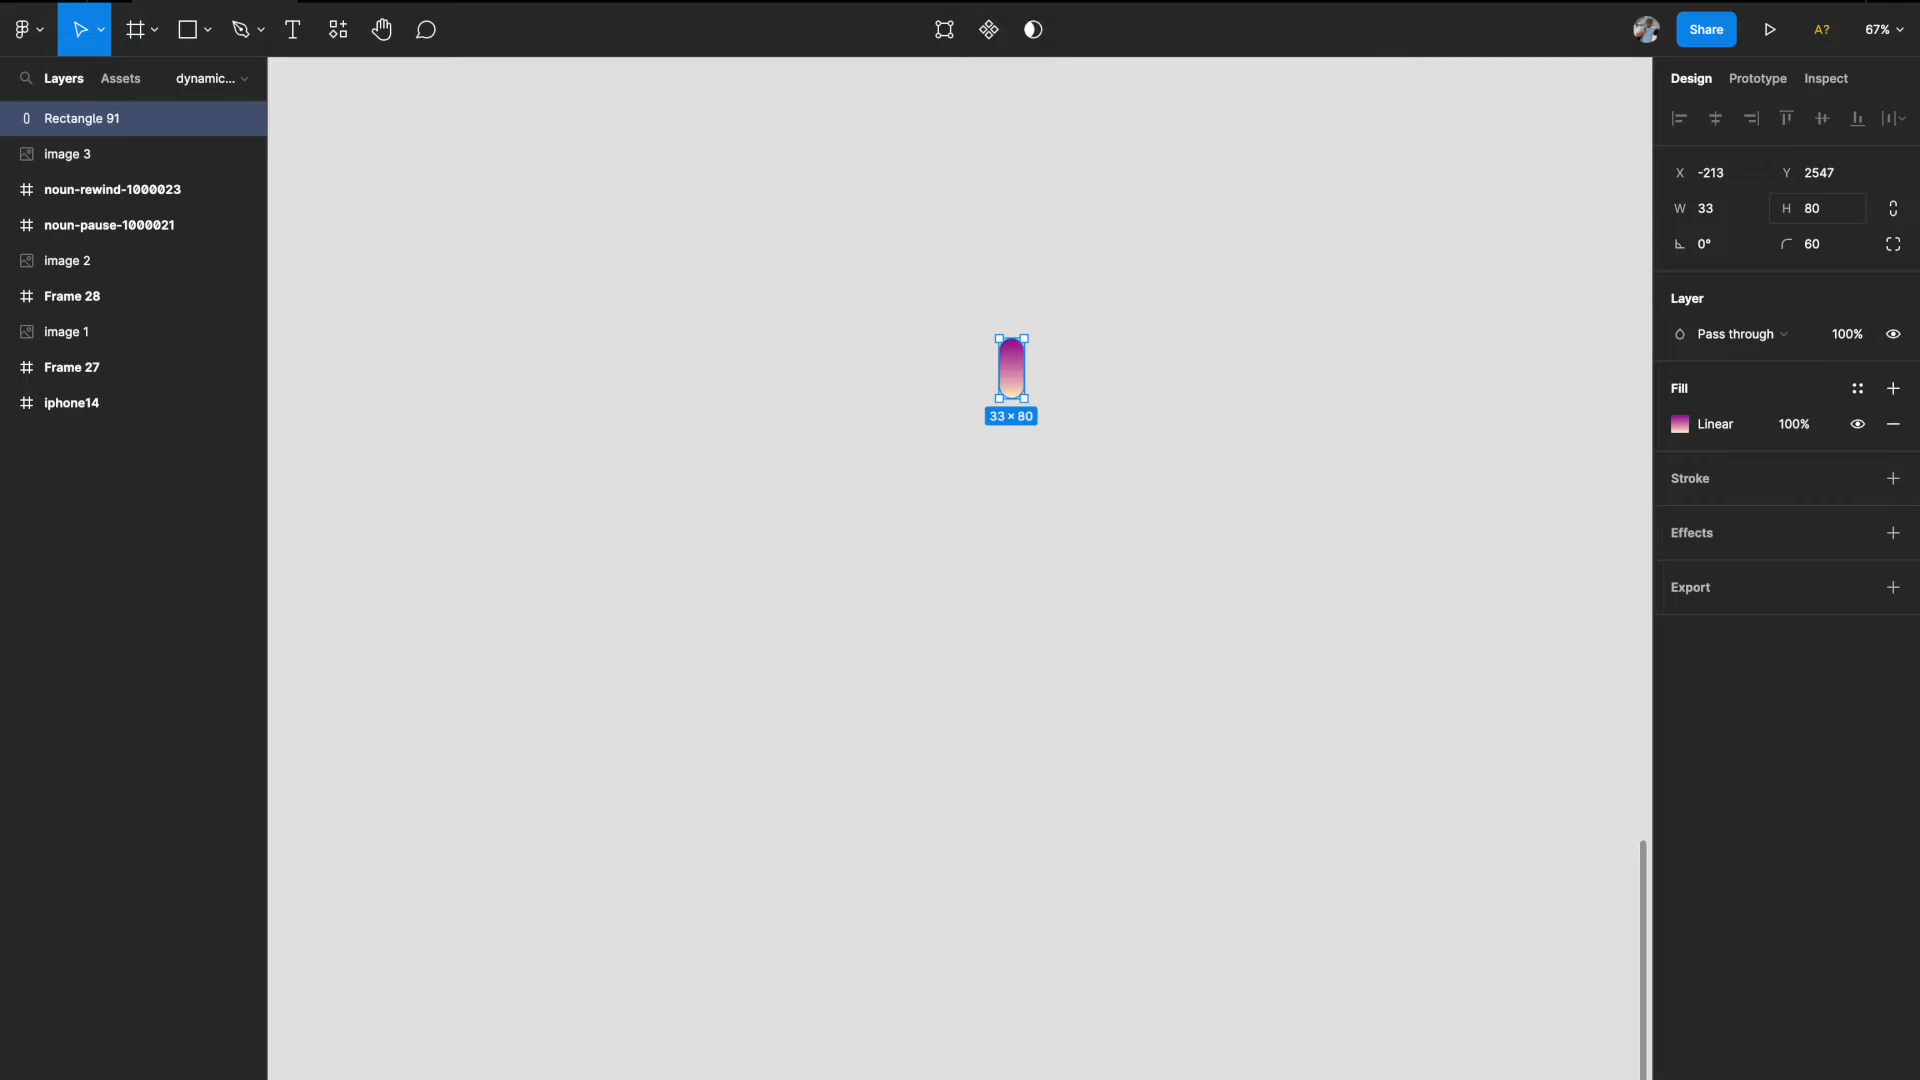 Share
A?
67%
Layers
Assets
dynamic...
Design
Prototype
Inspect
Rectangle 91
image 3
noun-rewind-1000023
noun-pause-1000021
image 2
Frame 28
image 1
Frame 27
iphone14
33 × 80
X -213
Y 2547
W 33
H 80
0°
60
Layer
Pass through
100%
Fill
Linear
100%
Stroke
Effects
Export